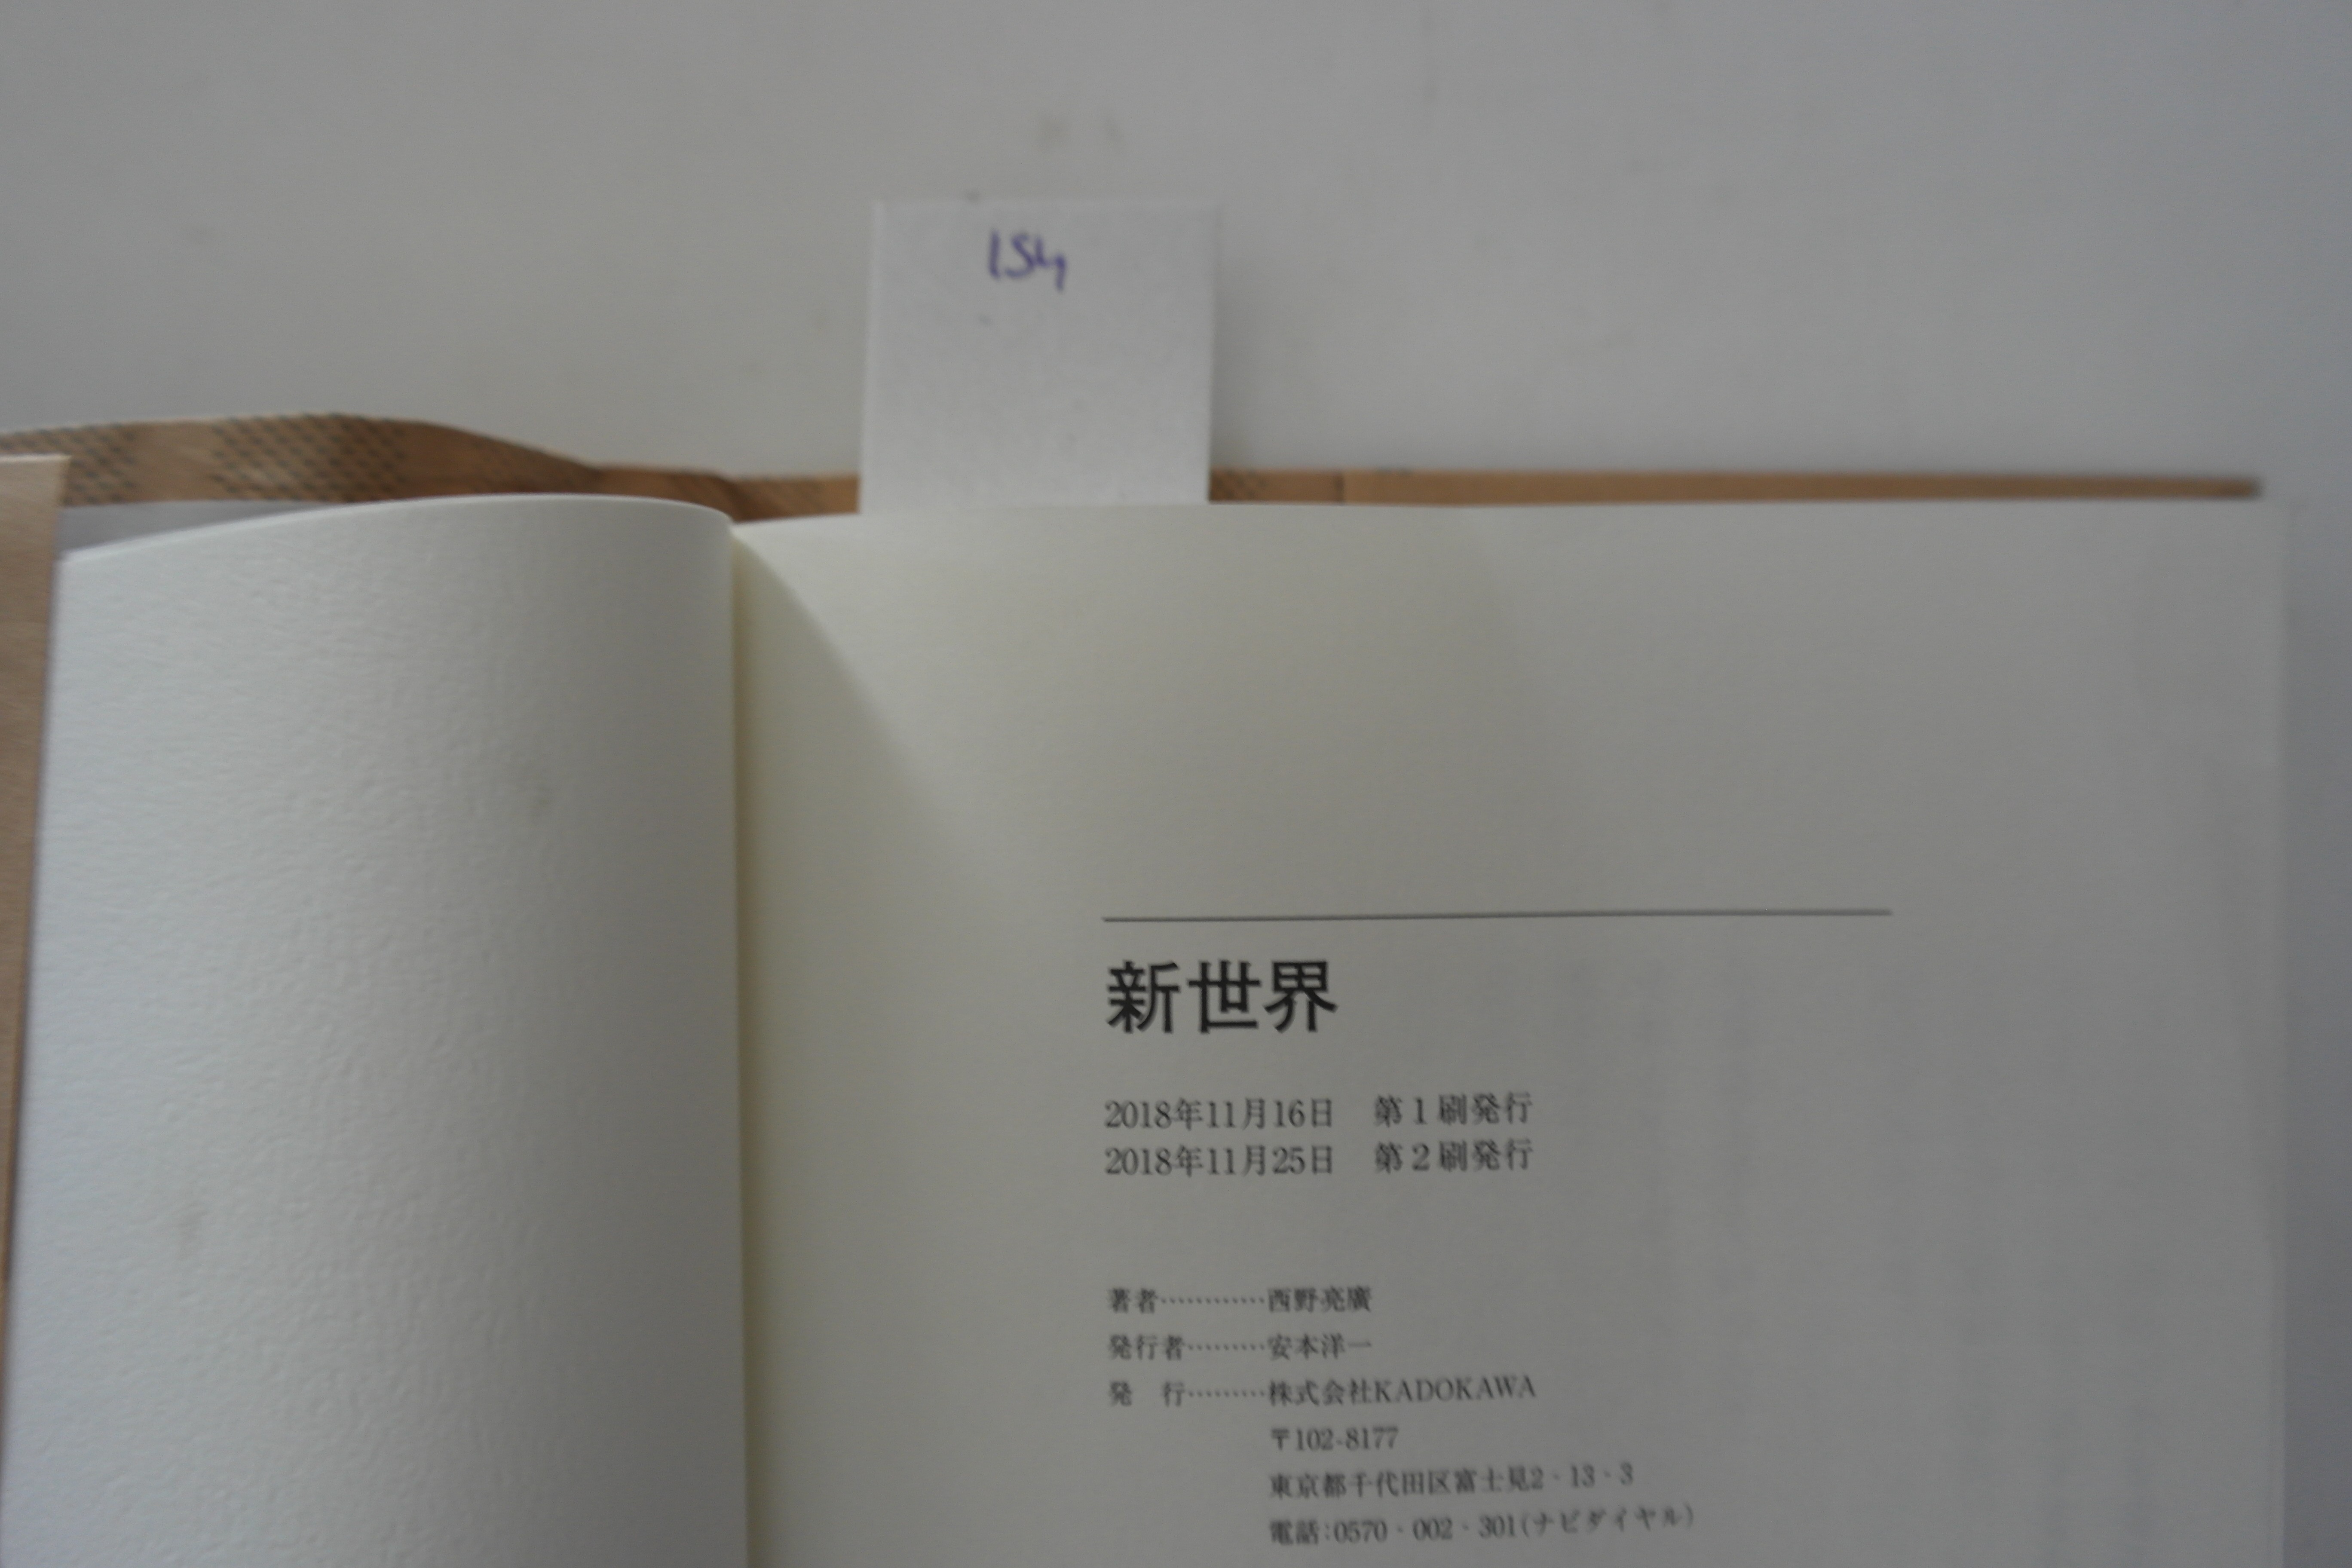 154
新世界
2018年11月16日　第1刷発行
2018年11月25日　第2刷発行
著者…………西野亮廣
発行者………安本洋一
発　行………株式会社KADOKAWA
〒102-8177
東京都千代田区富士見2‐13‐3
電話:0570‐002‐301(ナビダイヤル)